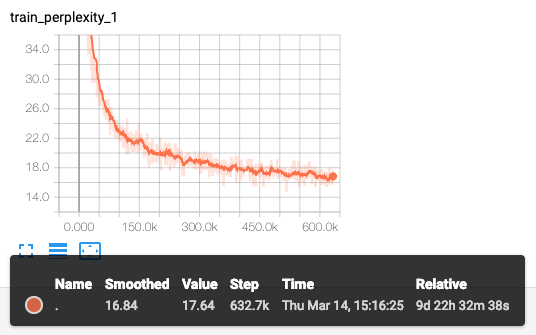 train_perplexity_1
34.0
30.0
26.0
22.0
18.0
14.0
0.000 150.0k 300.0k 450.0k 600.0k
Name Smoothed Value Step Time Relative
. 16.84 17.64 632.7k Thu Mar 14, 15:16:25 9d 22h 32m 38s